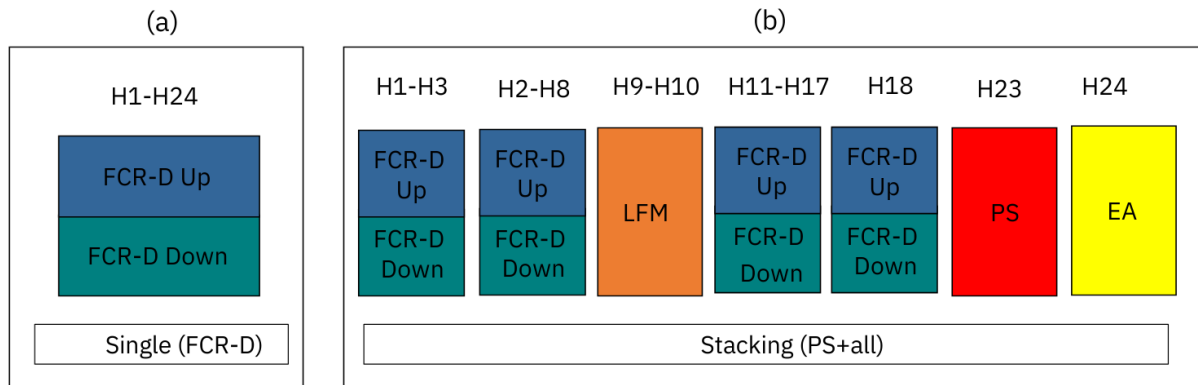 (a)
H1-H24
FCR-D Up
FCR-D Down
Single (FCR-D)
(b)
H1-H3
H2-H8
H9-H10
H11-H17
H18
H23
H24
FCR-D
Up
FCR-D
Down
FCR-D
Up
FCR-D
Down
LFM
FCR-D
Up
FCR-D
Down
FCR-D
Up
FCR-D
Down
PS
EA
Stacking (PS+all)